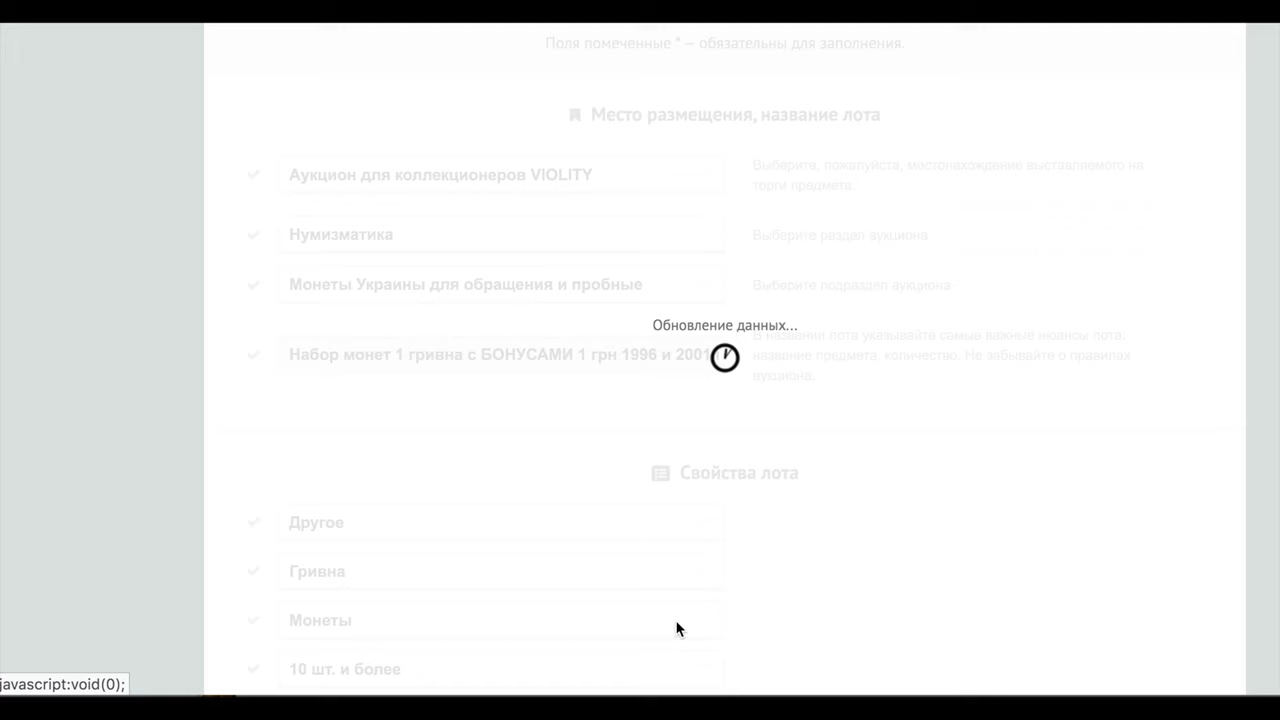 Поля помеченные * — обязательны для заполнения.
Место размещения, название лота
Аукцион для коллекционеров VIOLITY
Выберите, пожалуйста, мостонахождение выставляемого на
торги предмета.
Нумизматика
Выберите раздел аукциона
Монеты Украины для обращения и пробные
Выберите подраздел аукциона
Обновление данных...
Набор монет 1 гривна с БОНУСАМИ 1 грн 1996 и 2001
В названии лота указывайте самые важные нюансы лота:
название предмета, количество. Не забывайте о правилах
аукциона.
Свойства лота
Другое
Гривна
Монеты
10 шт. и более
javascript:void(0);